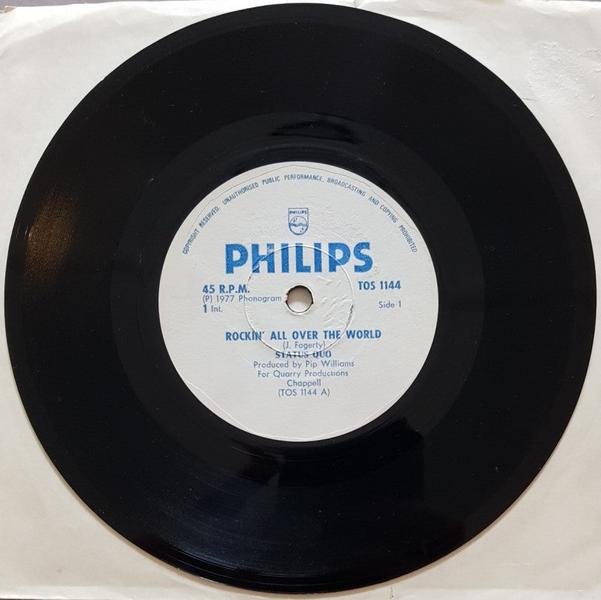 COPYRIGHT RESERVED, UNAUTHORISED PUBLIC PERFORMANCE, BROADCASTING AND COPYING PROHIBITED
PHILIPS
PHILIPS
45 R.P.M. TOS 1144
(P) 1977 Phonogram Side 1
1 Int.
ROCKIN' ALL OVER THE WORLD
(J. Fogerty)
STATUS QUO
Produced by Pip Williams
For Quarry Productions
Chappell
(TOS 1144 A)